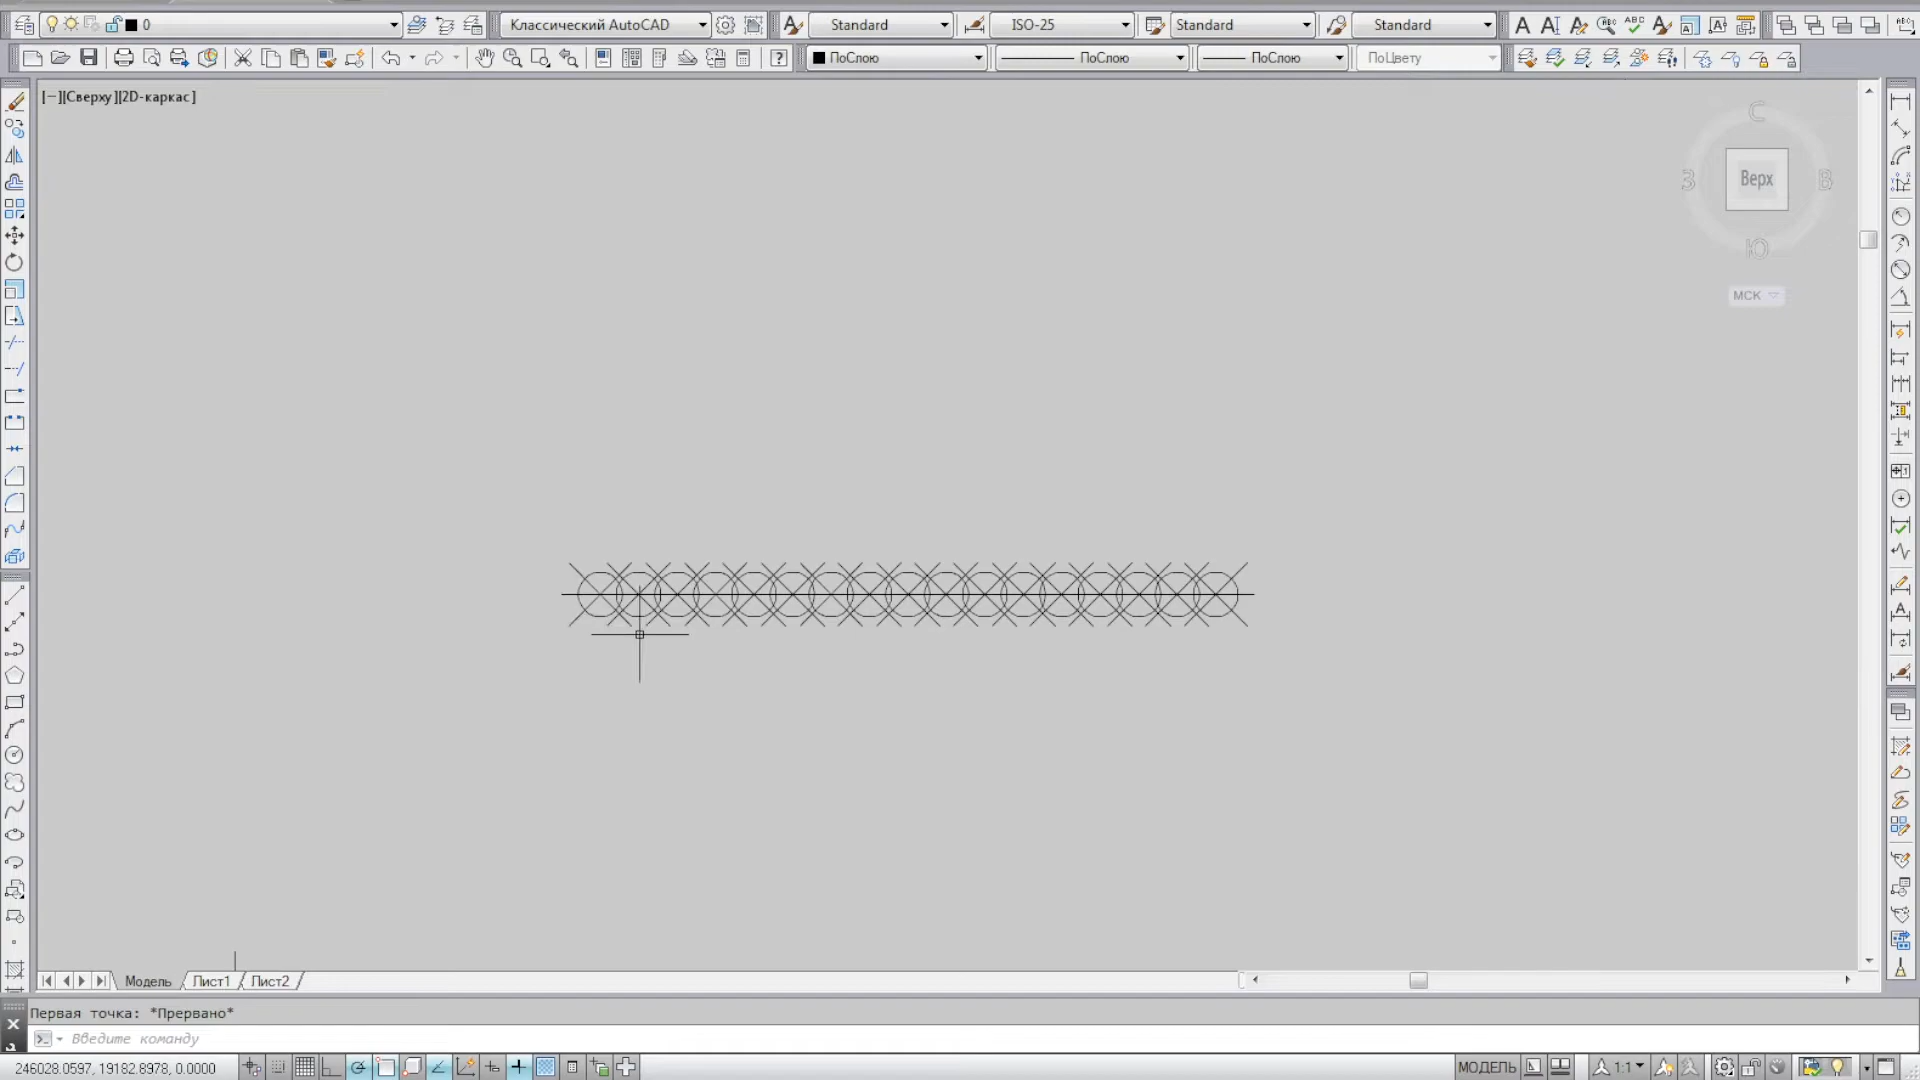 0
Классический AutoCAD
Standard
ISO-25
Standard
Standard
ПоСлою
ПоСлою
ПоСлою
ПоЦвету
[−][Сверху][2D-каркас]
С
З
Верх
В
Ю
МСК
Модель
Лист1
Лист2
Первая точка: *Прервано*
Введите команду
246028.0597, 19182.8978, 0.0000
МОДЕЛЬ
1:1